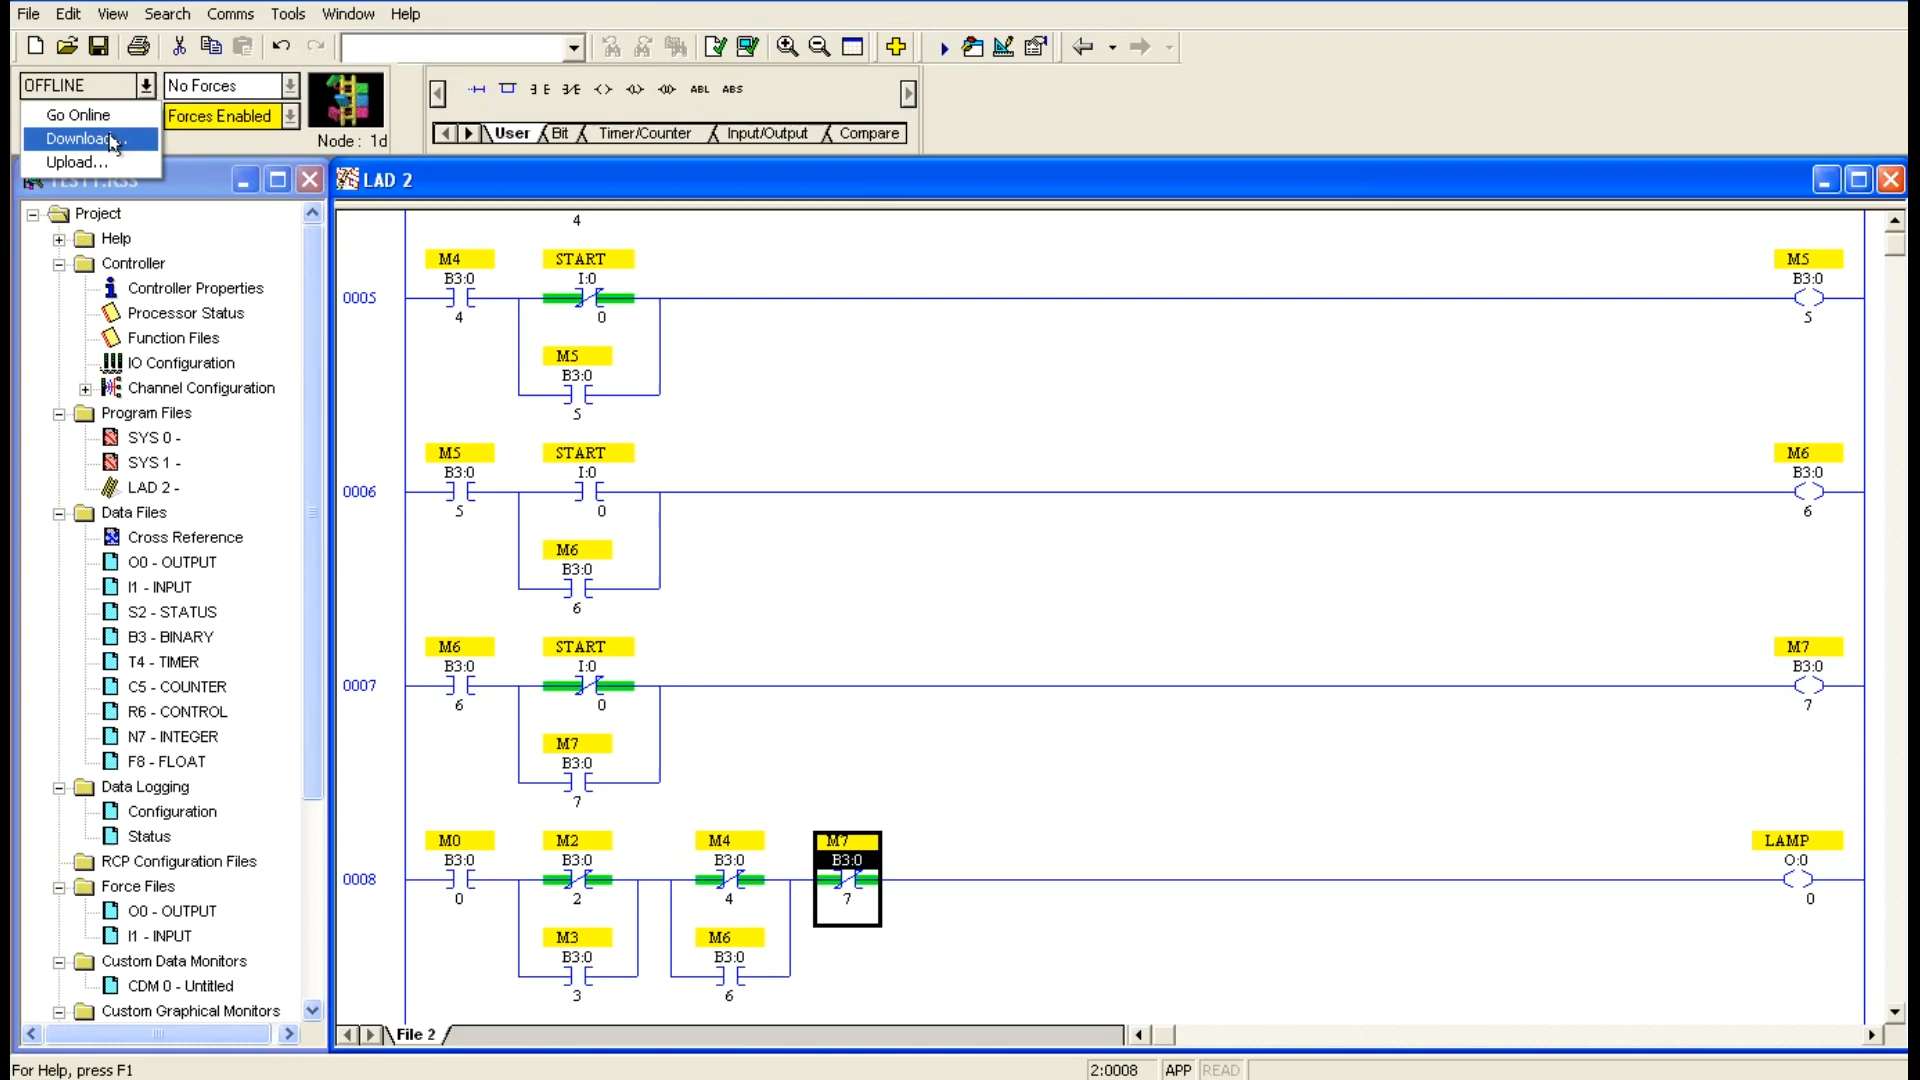 File Edit View Search Comms Tools Window Help
OFFLINE No Forces
Go Online
Forces Enabled
Download...
Upload...
Node : 1d
ABL ABS
User Bit Timer/Counter Input/Output Compare
LAD 2
Project
Help
Controller
Controller Properties
Processor Status
Function Files
IO Configuration
Channel Configuration
Program Files
SYS 0 -
SYS 1 -
LAD 2 -
Data Files
Cross Reference
O0 - OUTPUT
I1 - INPUT
S2 - STATUS
B3 - BINARY
T4 - TIMER
C5 - COUNTER
R6 - CONTROL
N7 - INTEGER
F8 - FLOAT
Data Logging
Configuration
Status
RCP Configuration Files
Force Files
O0 - OUTPUT
I1 - INPUT
Custom Data Monitors
CDM 0 - Untitled
Custom Graphical Monitors
4
M4 START M5
B3:0 I:0 B3:0
0005
4 0 5
M5
B3:0
5
M5 START M6
B3:0 I:0 B3:0
0006
5 0 6
M6
B3:0
6
M6 START M7
B3:0 I:0 B3:0
0007
6 0 7
M7
B3:0
7
M0 M2 M4 M7 LAMP
B3:0 B3:0 B3:0 B3:0 O:0
0008
0 2 4 7 0
M3 M6
B3:0 B3:0
3 6
File 2
For Help, press F1
2:0008 APP READ